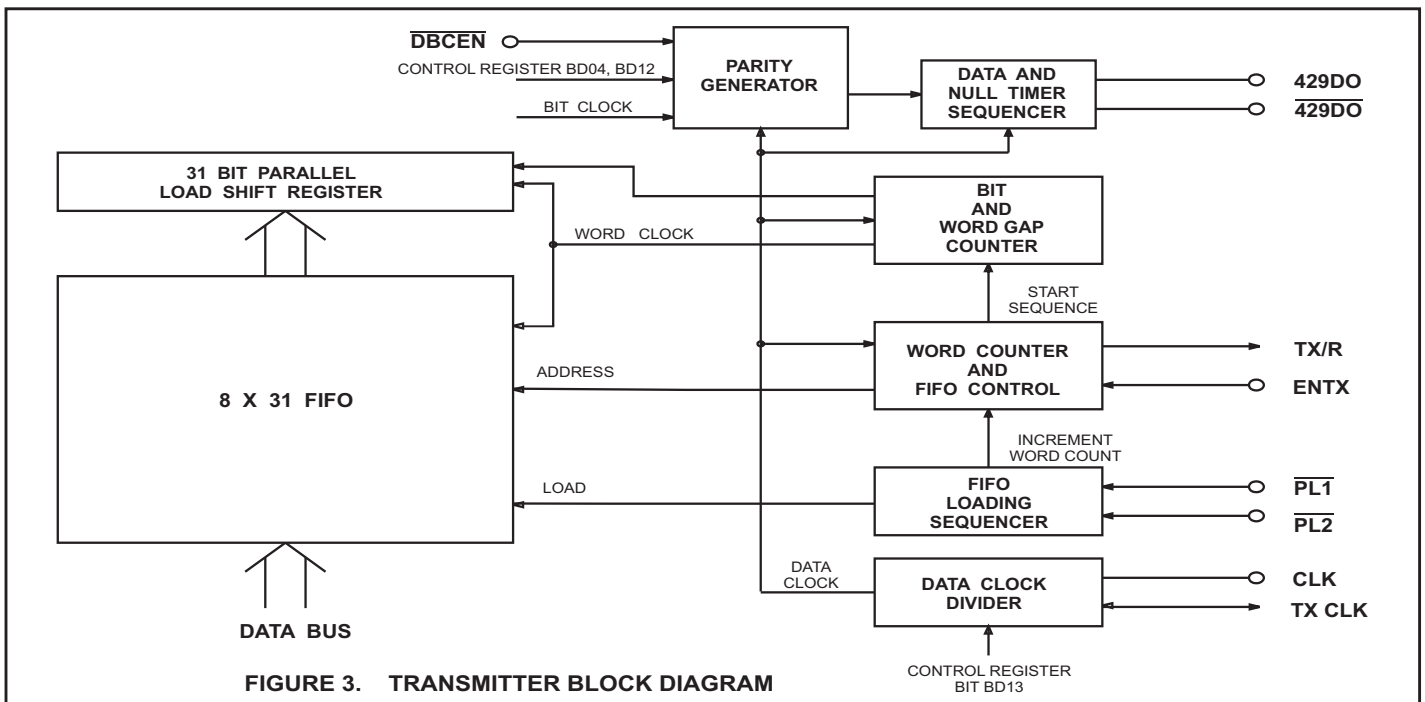 DBCEN
CONTROL REGISTER BD04, BD12
BIT CLOCK
PARITY
GENERATOR
DATA AND
NULL TIMER
SEQUENCER
429DO
429DO
31 BIT PARALLEL
LOAD SHIFT REGISTER
BIT
AND
WORD GAP
COUNTER
WORD CLOCK
START
SEQUENCE
8 X 31 FIFO
ADDRESS
WORD COUNTER
AND
FIFO CONTROL
TX/R
ENTX
INCREMENT
WORD COUNT
LOAD
FIFO
LOADING
SEQUENCER
PL1
PL2
DATA
CLOCK
DATA CLOCK
DIVIDER
CLK
TX CLK
DATA BUS
CONTROL REGISTER
BIT BD13
FIGURE 3. TRANSMITTER BLOCK DIAGRAM